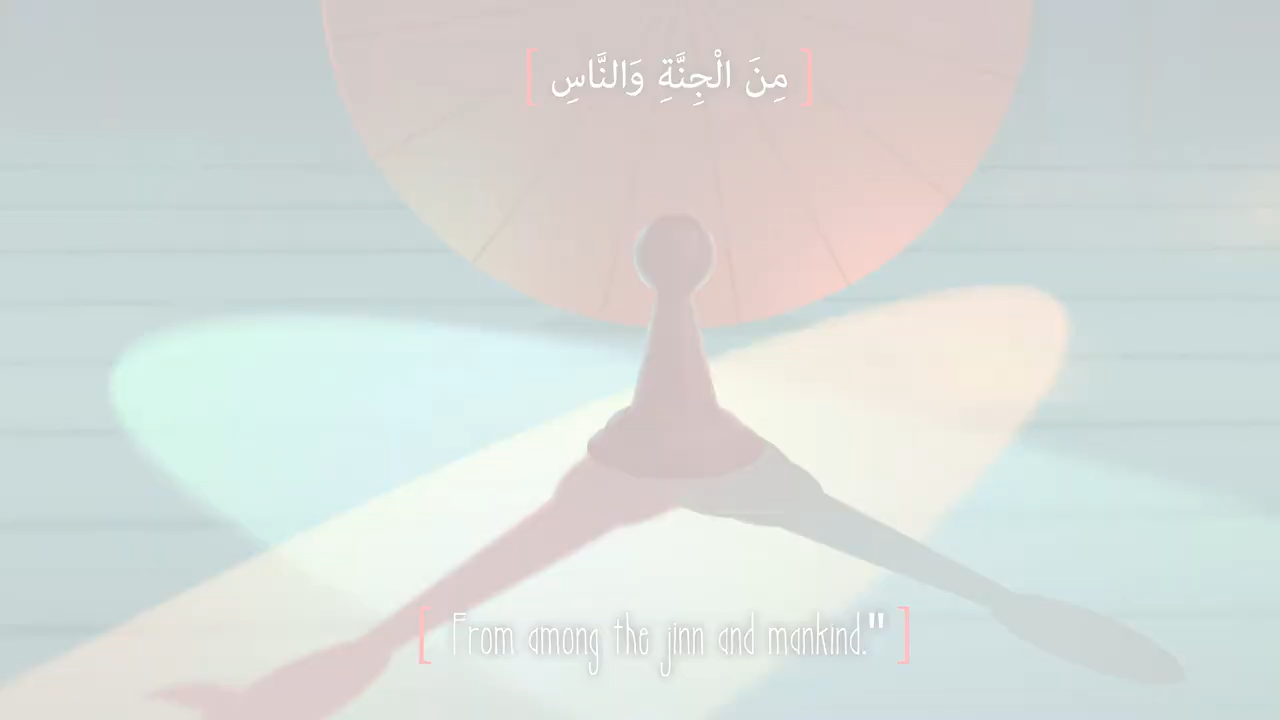 [ مِنَ الْجِنَّةِ وَالنَّاسِ ]
[ From among the jinn and mankind." ]